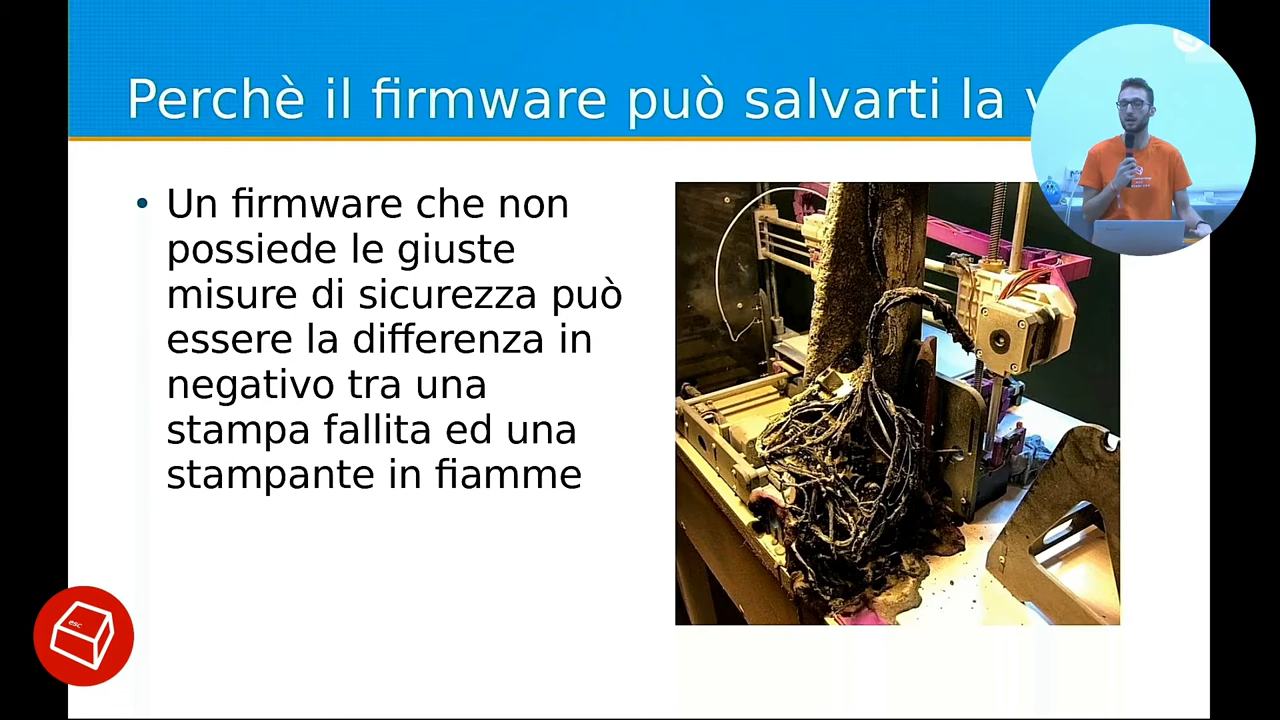 Perchè il firmware può salvarti la
Un firmware che non
possiede le giuste
misure di sicurezza può
essere la differenza in
negativo tra una
stampa fallita ed una
stampante in fiamme
esc